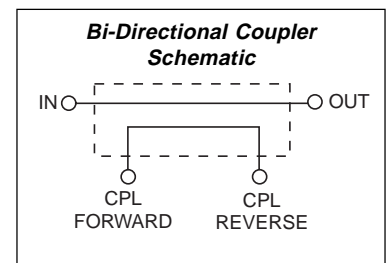 Bi-Directional Coupler
Schematic
IN OUT
CPL CPL
FORWARD REVERSE